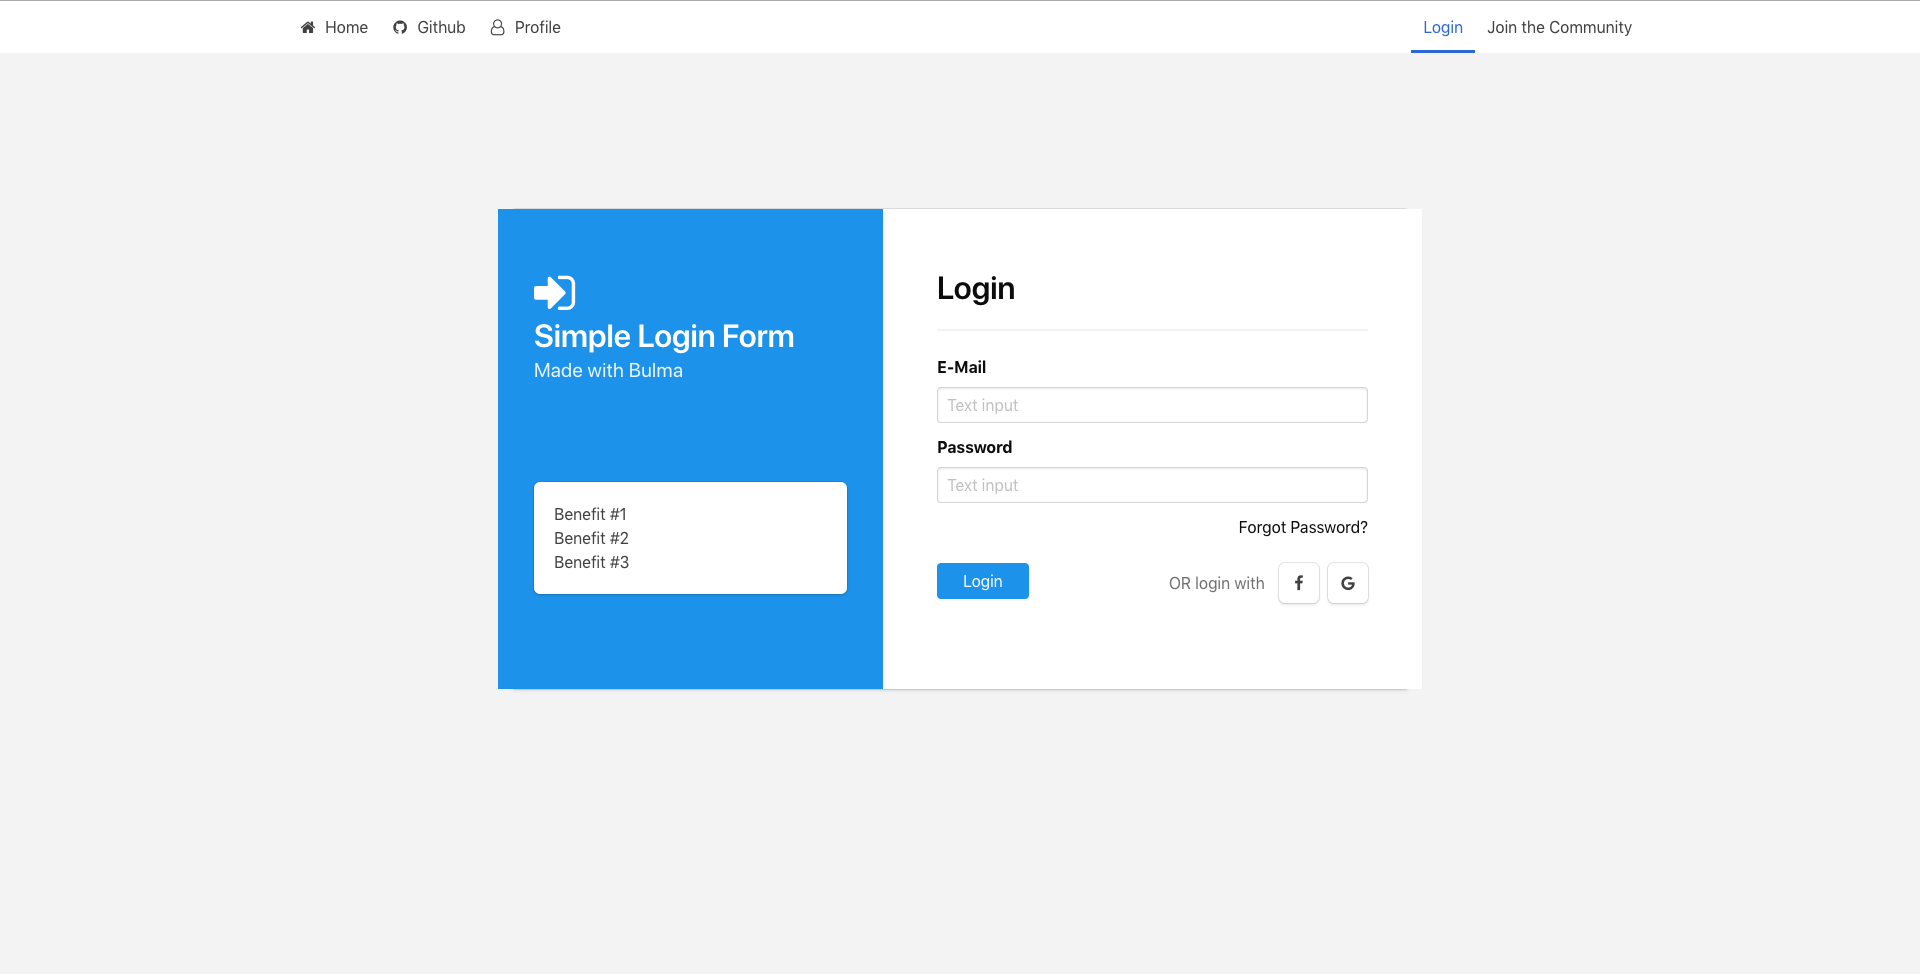 Home Github Profile Login Join the Community
Simple Login Form
Made with Bulma
Benefit #1
Benefit #2
Benefit #3
Login
E-Mail
Text input
Password
Text input
Forgot Password?
Login OR login with